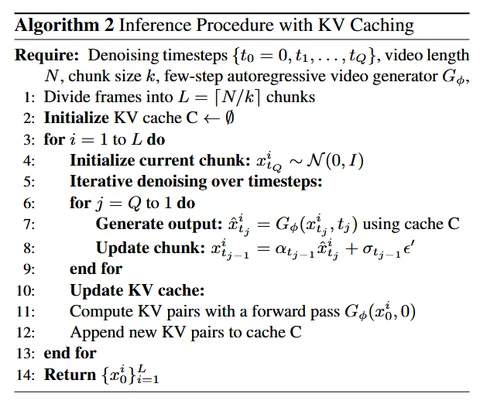 Algorithm 2 Inference Procedure with KV Caching
Require: Denoising timesteps {t₀ = 0, t₁, . . . , t_Q}, video length
N, chunk size k, few-step autoregressive video generator G_ϕ,
1: Divide frames into L = ⌈N/k⌉ chunks
2: Initialize KV cache C ← ∅
3: for i = 1 to L do
4: Initialize current chunk: x^i_{t_Q} ∼ 𝒩(0, I)
5: Iterative denoising over timesteps:
6: for j = Q to 1 do
7: Generate output: x̂^i_{t_j} = G_ϕ(x^i_{t_j}, t_j) using cache C
8: Update chunk: x^i_{t_{j−1}} = α_{t_{j−1}} x̂^i_{t_j} + σ_{t_{j−1}} ϵ′
9: end for
10: Update KV cache:
11: Compute KV pairs with a forward pass G_ϕ(x^i_0, 0)
12: Append new KV pairs to cache C
13: end for
14: Return {x^i_0}^L_{i=1}